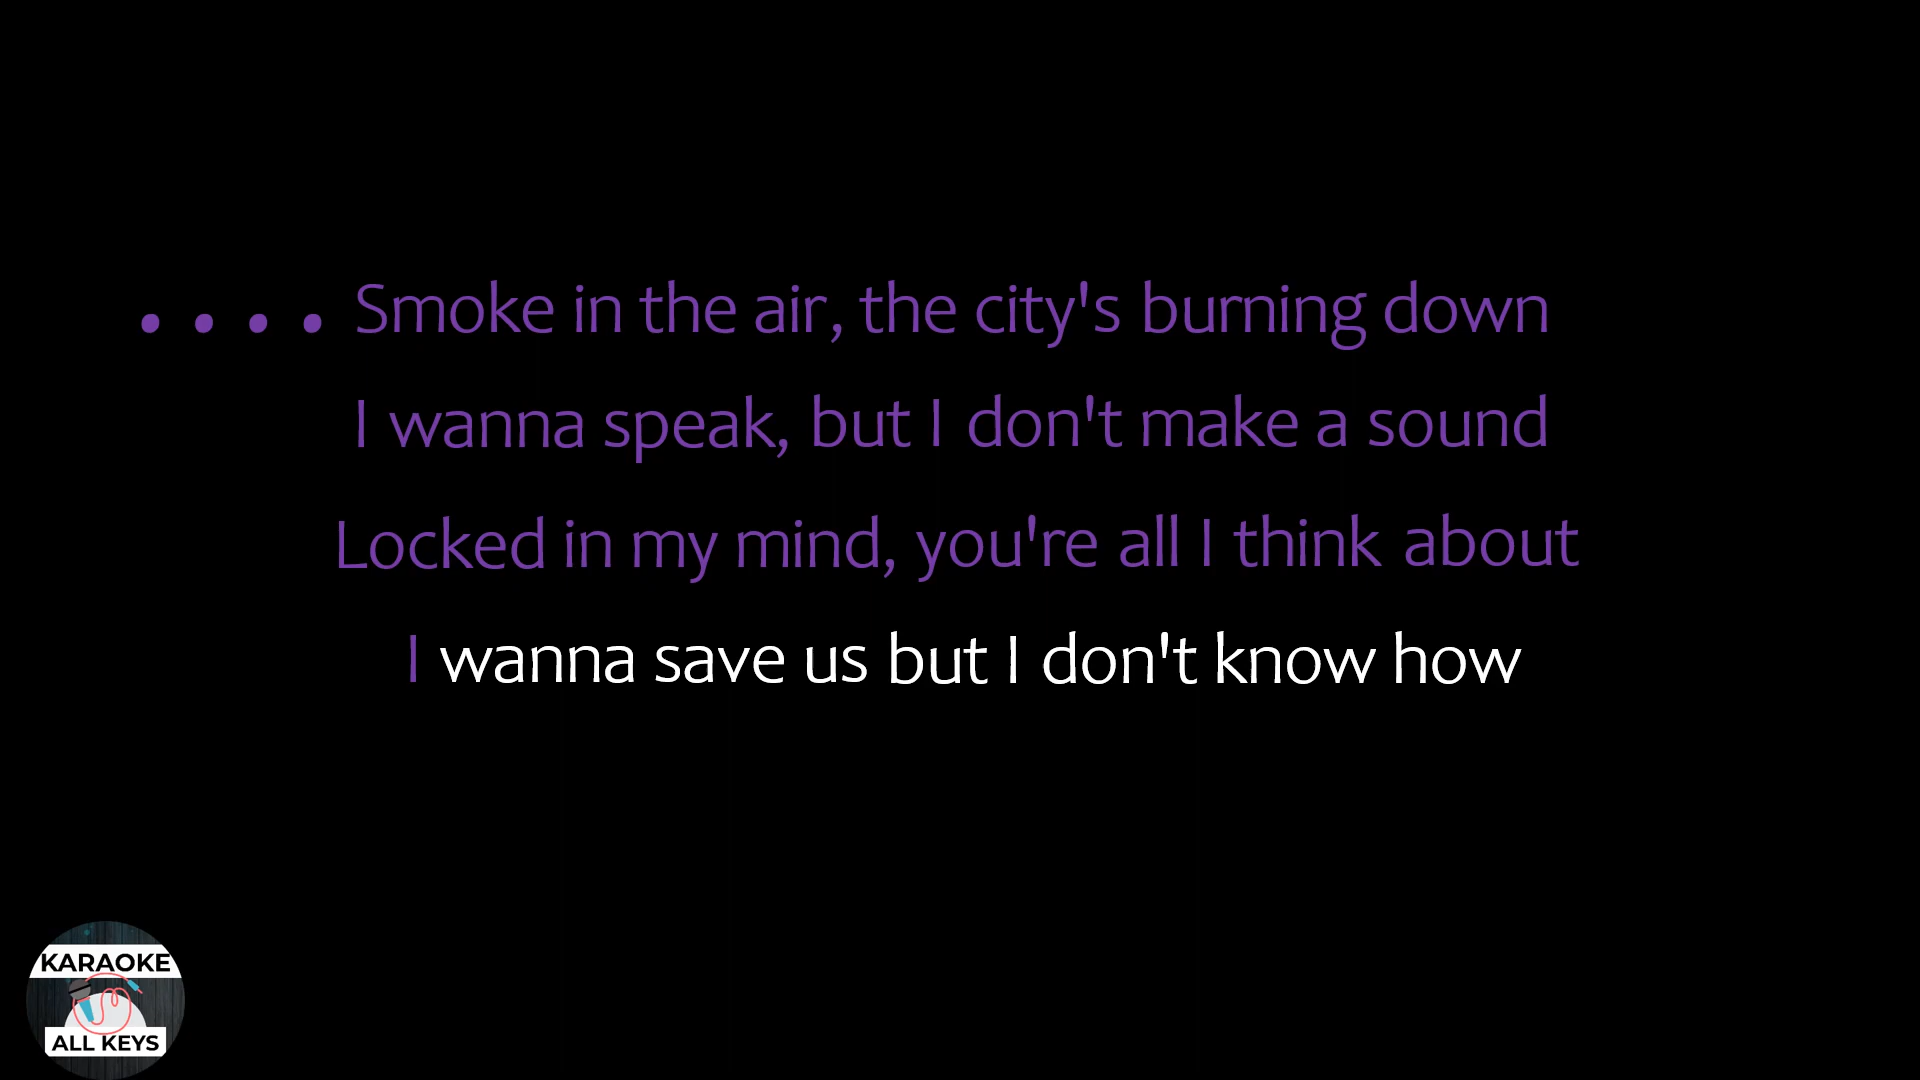 .... Smoke in the air, the city's burning down
I wanna speak, but I don't make a sound
Locked in my mind, you're all I think about
I wanna save us but I don't know how
KARAOKE
ALL KEYS